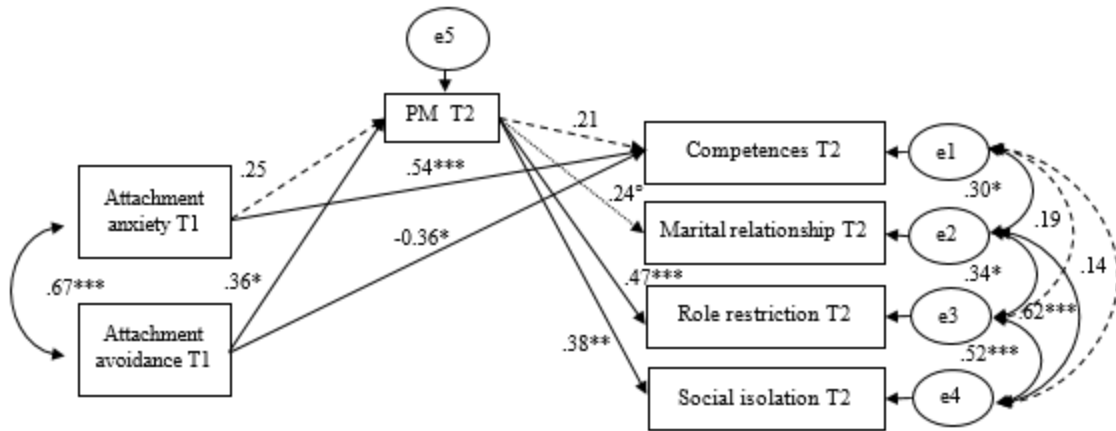 e5
PM T2
.21
Competences T2
e1
.25
.54***
.30*
Attachment
anxiety T1
.24°
Marital relationship T2
e2
.19
-0.36*
.14
.67***
.36*
.47***
.34*
Attachment
avoidance T1
Role restriction T2
e3
.62***
.38**
.52***
Social isolation T2
e4